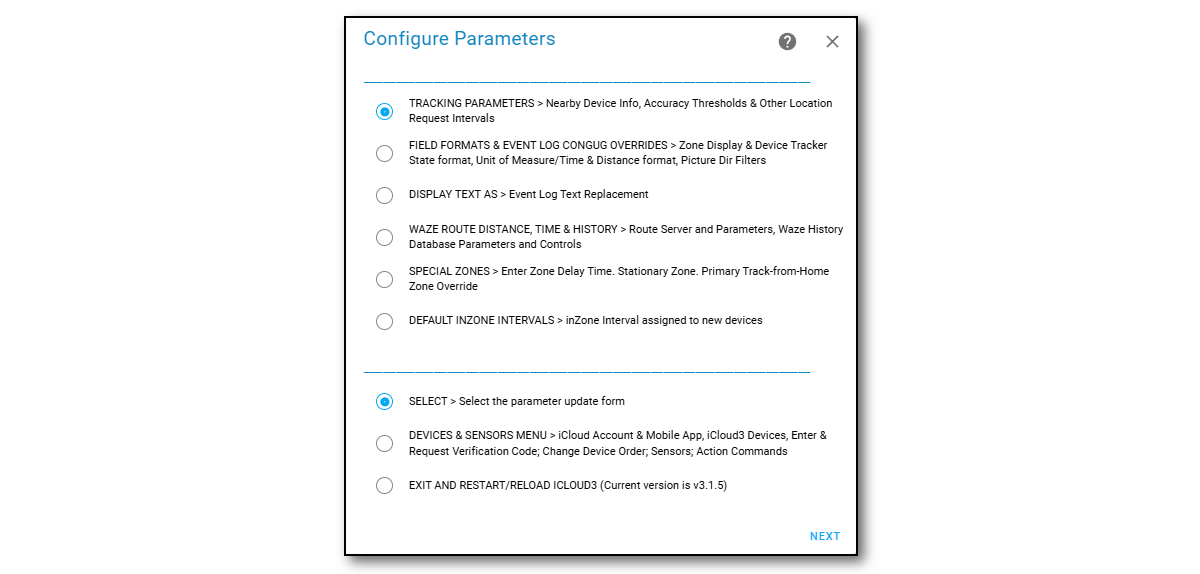 Configure Parameters
TRACKING PARAMETERS > Nearby Device Info, Accuracy Thresholds & Other Location
Request Intervals
FIELD FORMATS & EVENT LOG CONGUG OVERRIDES > Zone Display & Device Tracker
State format, Unit of Measure/Time & Distance format, Picture Dir Filters
DISPLAY TEXT AS > Event Log Text Replacement
WAZE ROUTE DISTANCE, TIME & HISTORY > Route Server and Parameters, Waze History
Database Parameters and Controls
SPECIAL ZONES > Enter Zone Delay Time. Stationary Zone. Primary Track-from-Home
Zone Override
DEFAULT INZONE INTERVALS > inZone Interval assigned to new devices
SELECT > Select the parameter update form
DEVICES & SENSORS MENU > iCloud Account & Mobile App, iCloud3 Devices, Enter &
Request Verification Code; Change Device Order; Sensors; Action Commands
EXIT AND RESTART/RELOAD ICLOUD3 (Current version is v3.1.5)
NEXT